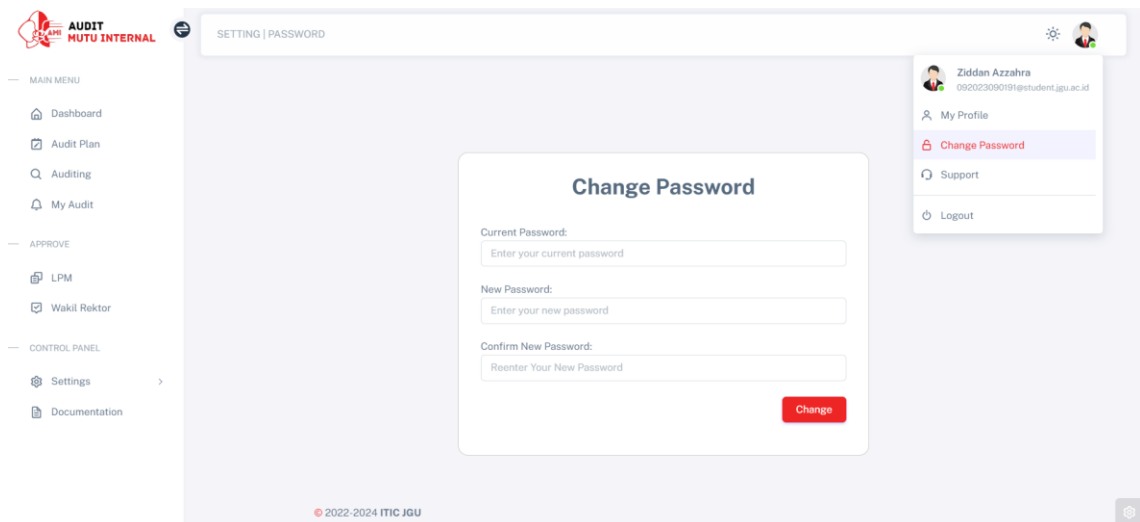 AMI
AUDIT
MUTU INTERNAL
SETTING | PASSWORD
MAIN MENU
Dashboard
Audit Plan
Auditing
My Audit
APPROVE
LPM
Wakil Rektor
CONTROL PANEL
Settings
Documentation
Ziddan Azzahra
092023090191@student.jgu.ac.id
My Profile
Change Password
Support
Logout
Change Password
Current Password:
Enter your current password
New Password:
Enter your new password
Confirm New Password:
Reenter Your New Password
Change
© 2022-2024 ITIC JGU